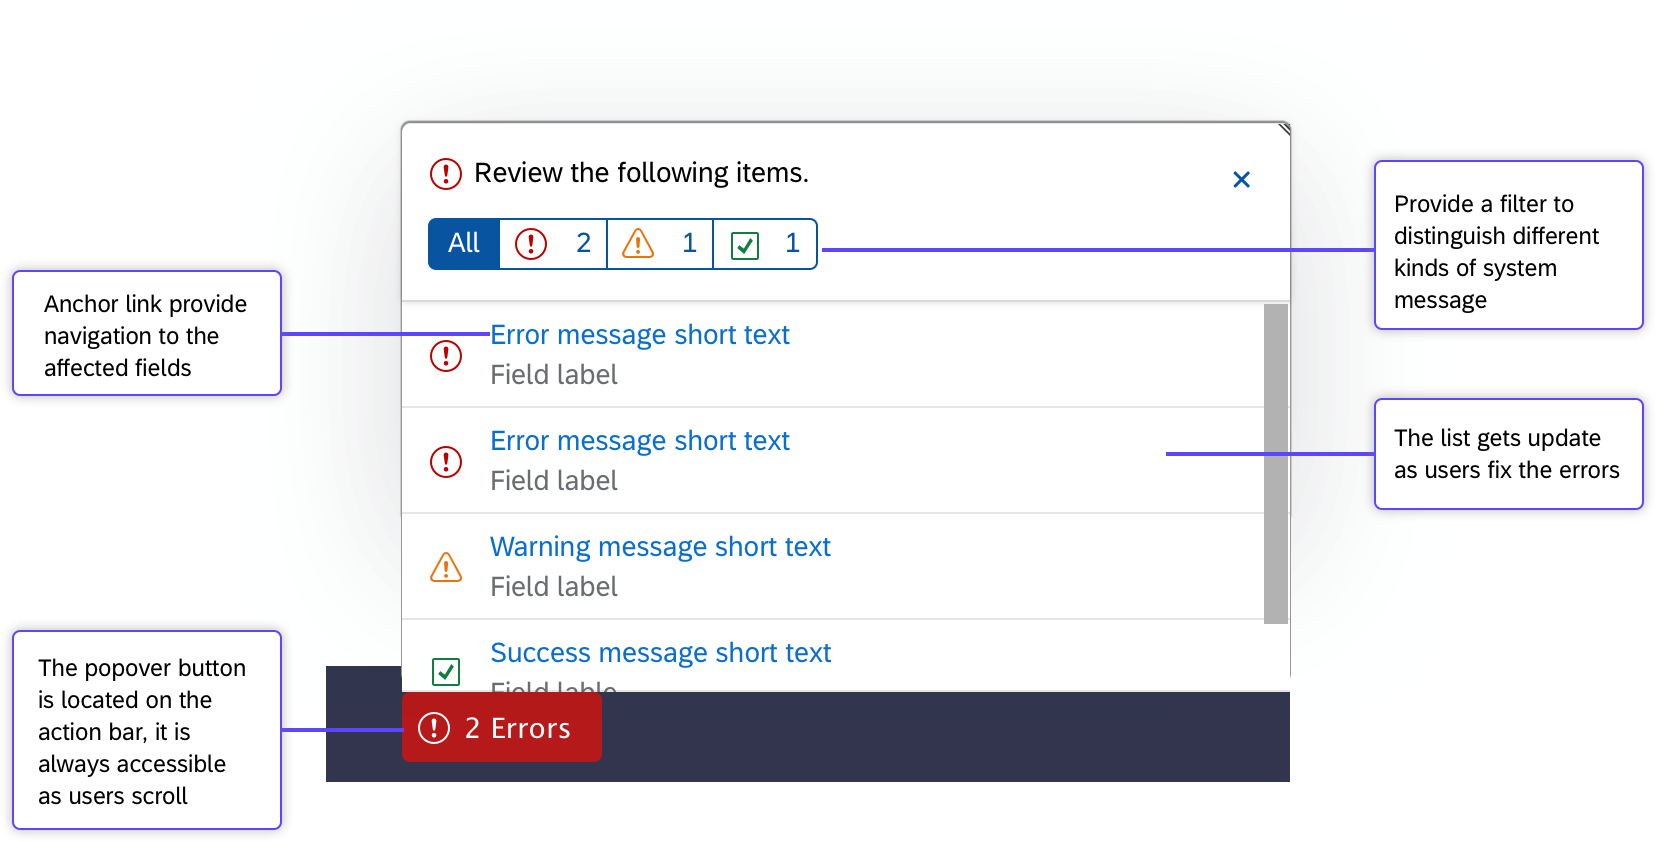 Review the following items.
All 2 1 1
Provide a filter to
distinguish different
kinds of system
message
Anchor link provide
navigation to the
affected fields
Error message short text
Field label
Error message short text
Field label
The list gets update
as users fix the errors
Warning message short text
Field label
Success message short text
Field lable
The popover button
is located on the
action bar, it is
always accessible
as users scroll
2 Errors